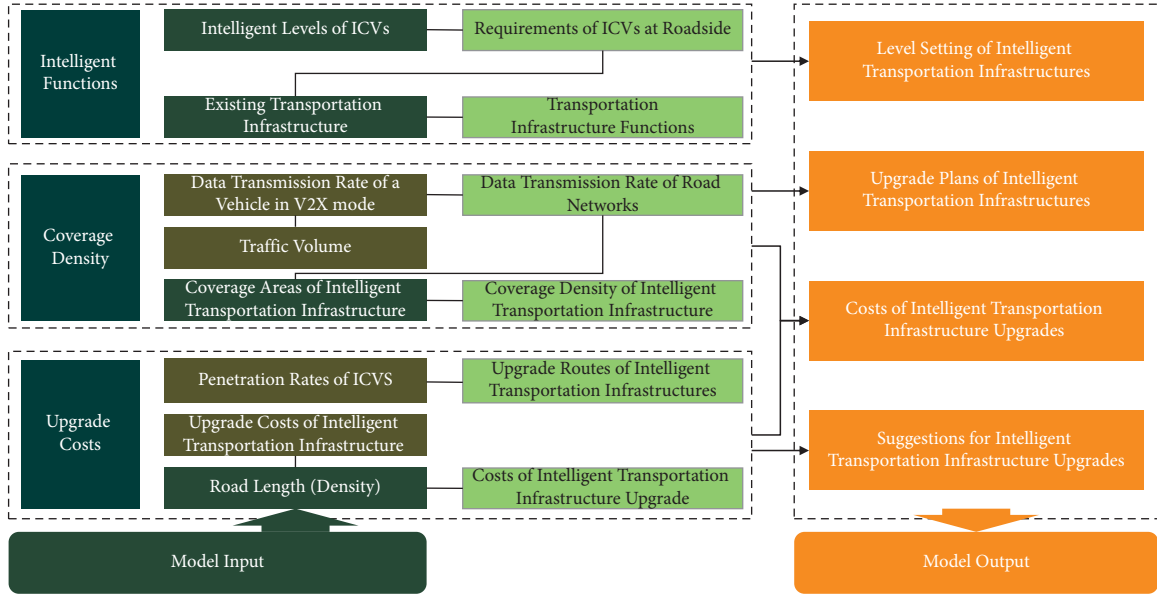 Intelligent
Functions
Intelligent Levels of ICVs
Requirements of ICVs at Roadside
Existing Transportation
Infrastructure
Transportation
Infrastructure Functions
Coverage
Density
Data Transmission Rate of a
Vehicle in V2X mode
Data Transmission Rate of Road
Networks
Traffic Volume
Coverage Areas of Intelligent
Transportation Infrastructure
Coverage Density of Intelligent
Transportation Infrastructure
Upgrade
Costs
Penetration Rates of ICVS
Upgrade Routes of Intelligent
Transportation Infrastructures
Upgrade Costs of Intelligent
Transportation Infrastructure
Road Length (Density)
Costs of Intelligent Transportation
Infrastructure Upgrade
Model Input
Level Setting of Intelligent
Transportation Infrastructures
Upgrade Plans of Intelligent
Transportation Infrastructures
Costs of Intelligent Transportation
Infrastructure Upgrades
Suggestions for Intelligent
Transportation Infrastructure Upgrades
Model Output